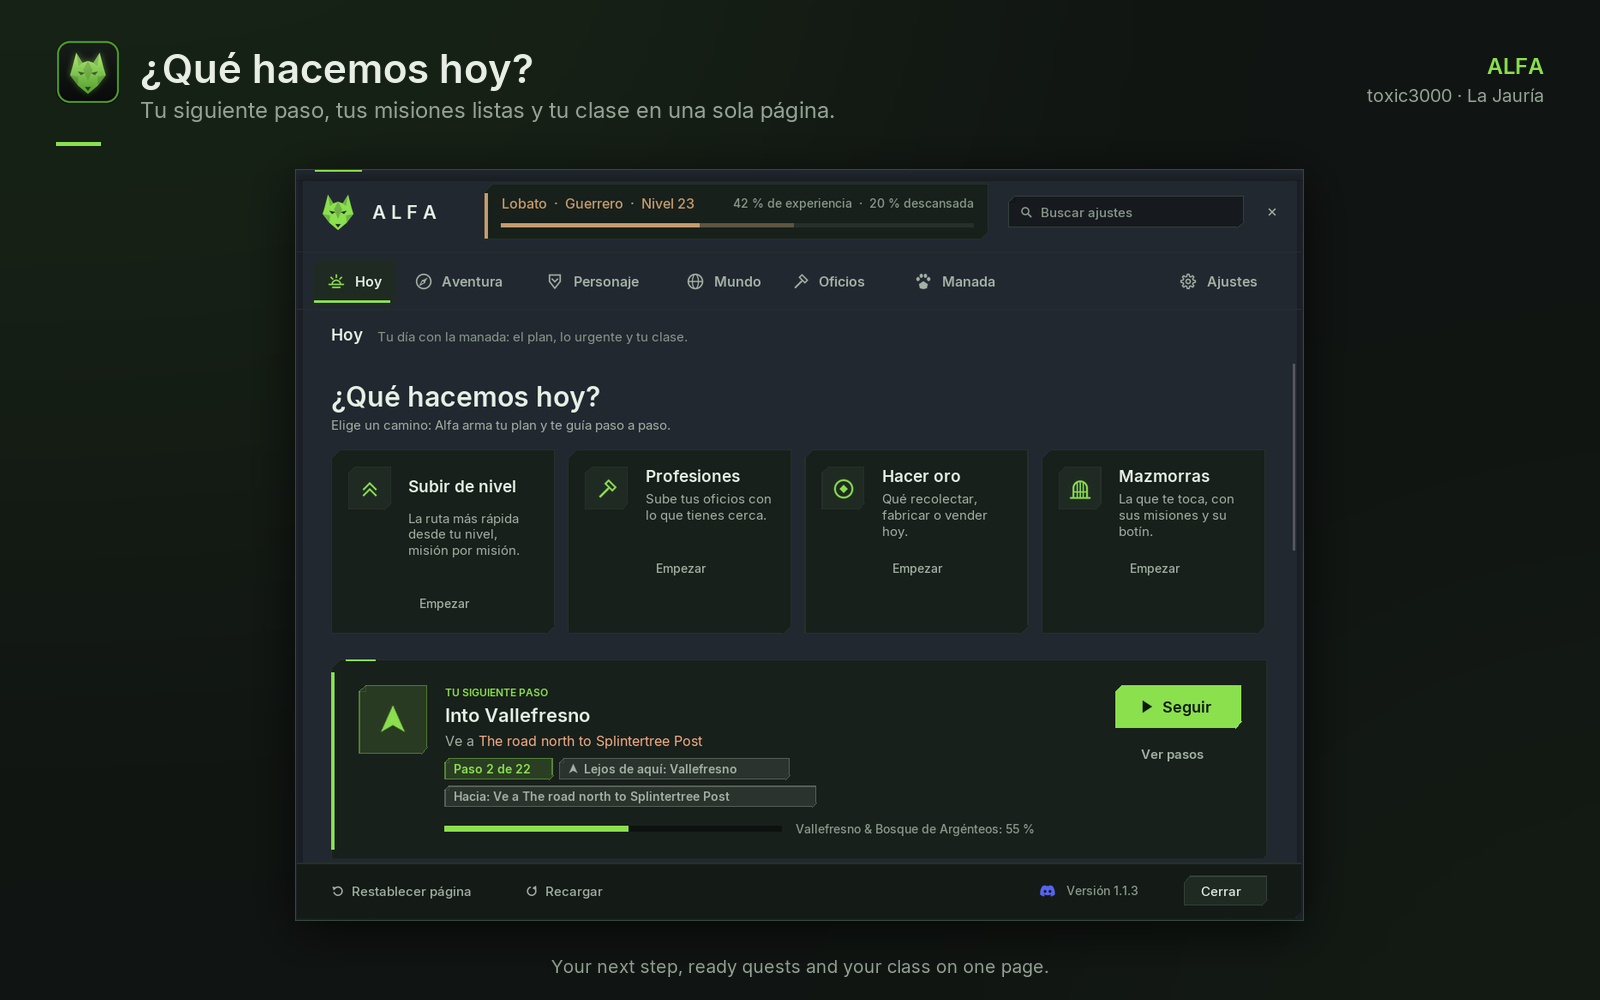 ¿Qué hacemos hoy?
Tu siguiente paso, tus misiones listas y tu clase en una sola página.
ALFA
toxic3000 · La Jauría
ALFA
Lobato · Guerrero · Nivel 23
42 % de experiencia · 20 % descansada
Buscar ajustes
×
Hoy
Aventura
Personaje
Mundo
Oficios
Manada
Ajustes
Hoy
Tu día con la manada: el plan, lo urgente y tu clase.
¿Qué hacemos hoy?
Elige un camino: Alfa arma tu plan y te guía paso a paso.
Subir de nivel
La ruta más rápida
desde tu nivel,
misión por misión.
Empezar
Profesiones
Sube tus oficios con
lo que tienes cerca.
Empezar
Hacer oro
Qué recolectar,
fabricar o vender
hoy.
Empezar
Mazmorras
La que te toca, con
sus misiones y su
botín.
Empezar
TU SIGUIENTE PASO
Into Vallefresno
Ve a The road north to Splintertree Post
Paso 2 de 22
Lejos de aquí: Vallefresno
Hacia: Ve a The road north to Splintertree Post
Vallefresno & Bosque de Argénteos: 55 %
Seguir
Ver pasos
Restablecer página
Recargar
Versión 1.1.3
Cerrar
Your next step, ready quests and your class on one page.